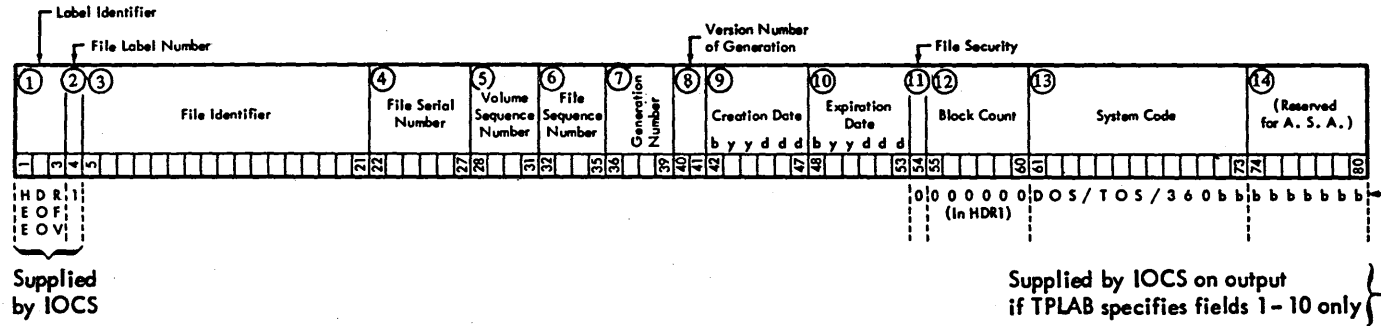 Label Identifier
File Label Number
Version Number
of Generation
File Security
① ② ③ ④ ⑤ ⑥ ⑦ ⑧ ⑨ ⑩ ⑪ ⑫ ⑬ ⑭
File Identifier
File Serial
Number
Volume
Sequence
Number
File
Sequence
Number
Generation
Number
Creation Date
b y y d d d
Expiration
Date
b y y d d d
Block Count
System Code
(Reserved
for A. S. A.)
1 3 4 5 21 22 27 28 31 32 35 36 39 40 41 42 47 48 53 54 55 60 61 73 74 80
H D R 1 0 0 0 0 0 0 0 D O S / T O S / 3 6 0 b b b b b b b b b
E O F (In HDR1)
E O V
Supplied
by IOCS
Supplied by IOCS on output
if TPLAB specifies fields 1-10 only